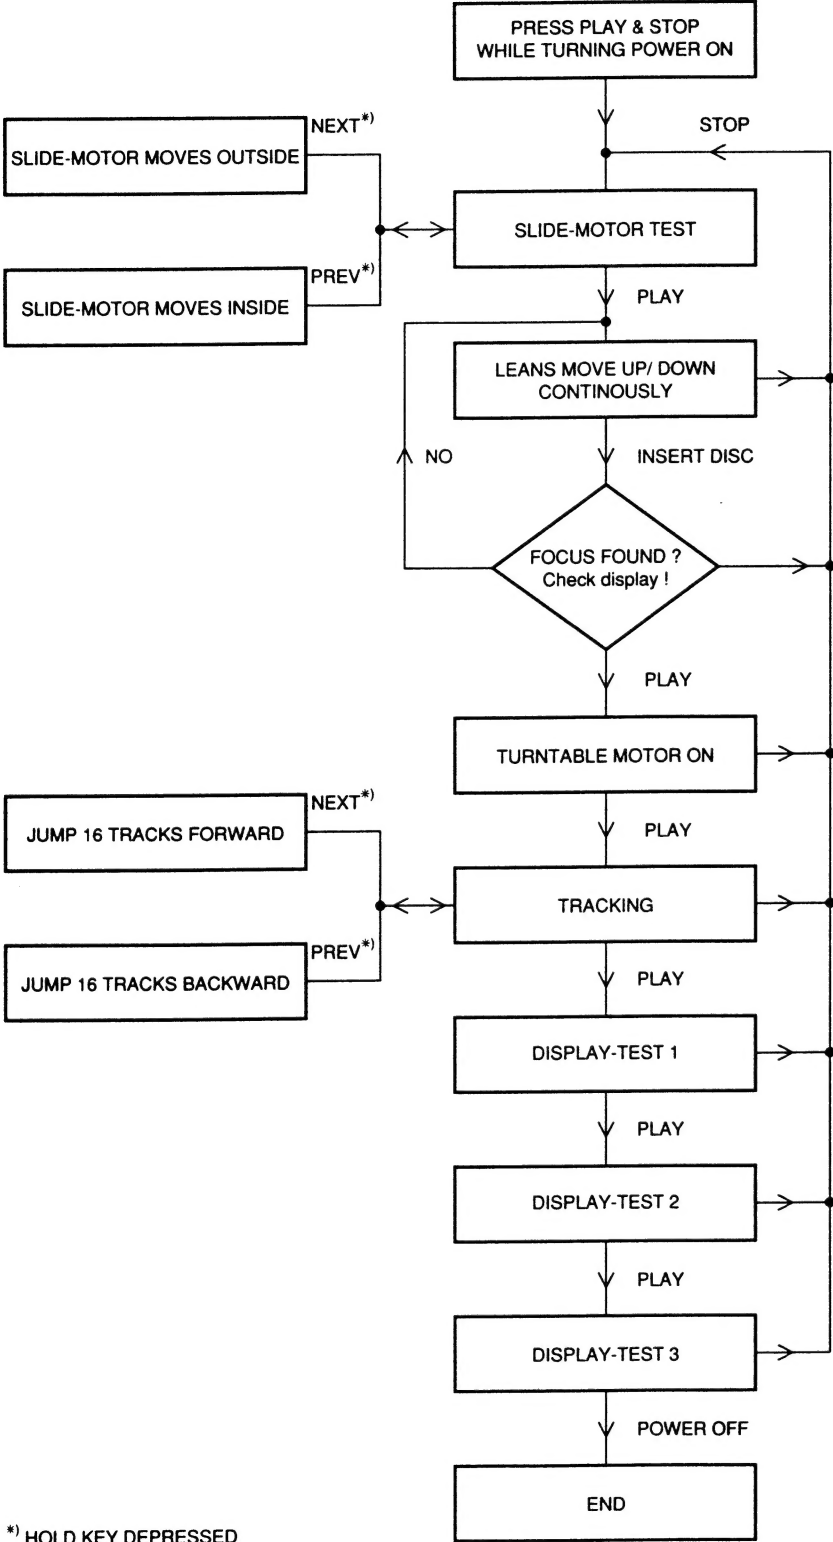 PRESS PLAY & STOP
WHILE TURNING POWER ON
STOP
NEXT*)
SLIDE-MOTOR MOVES OUTSIDE
SLIDE-MOTOR TEST
PREV*)
SLIDE-MOTOR MOVES INSIDE
PLAY
LEANS MOVE UP/ DOWN
CONTINOUSLY
NO
INSERT DISC
FOCUS FOUND ?
Check display !
PLAY
TURNTABLE MOTOR ON
NEXT*)
JUMP 16 TRACKS FORWARD
PLAY
TRACKING
PREV*)
JUMP 16 TRACKS BACKWARD
PLAY
DISPLAY-TEST 1
PLAY
DISPLAY-TEST 2
PLAY
DISPLAY-TEST 3
POWER OFF
END
*) HOLD KEY DEPRESSED